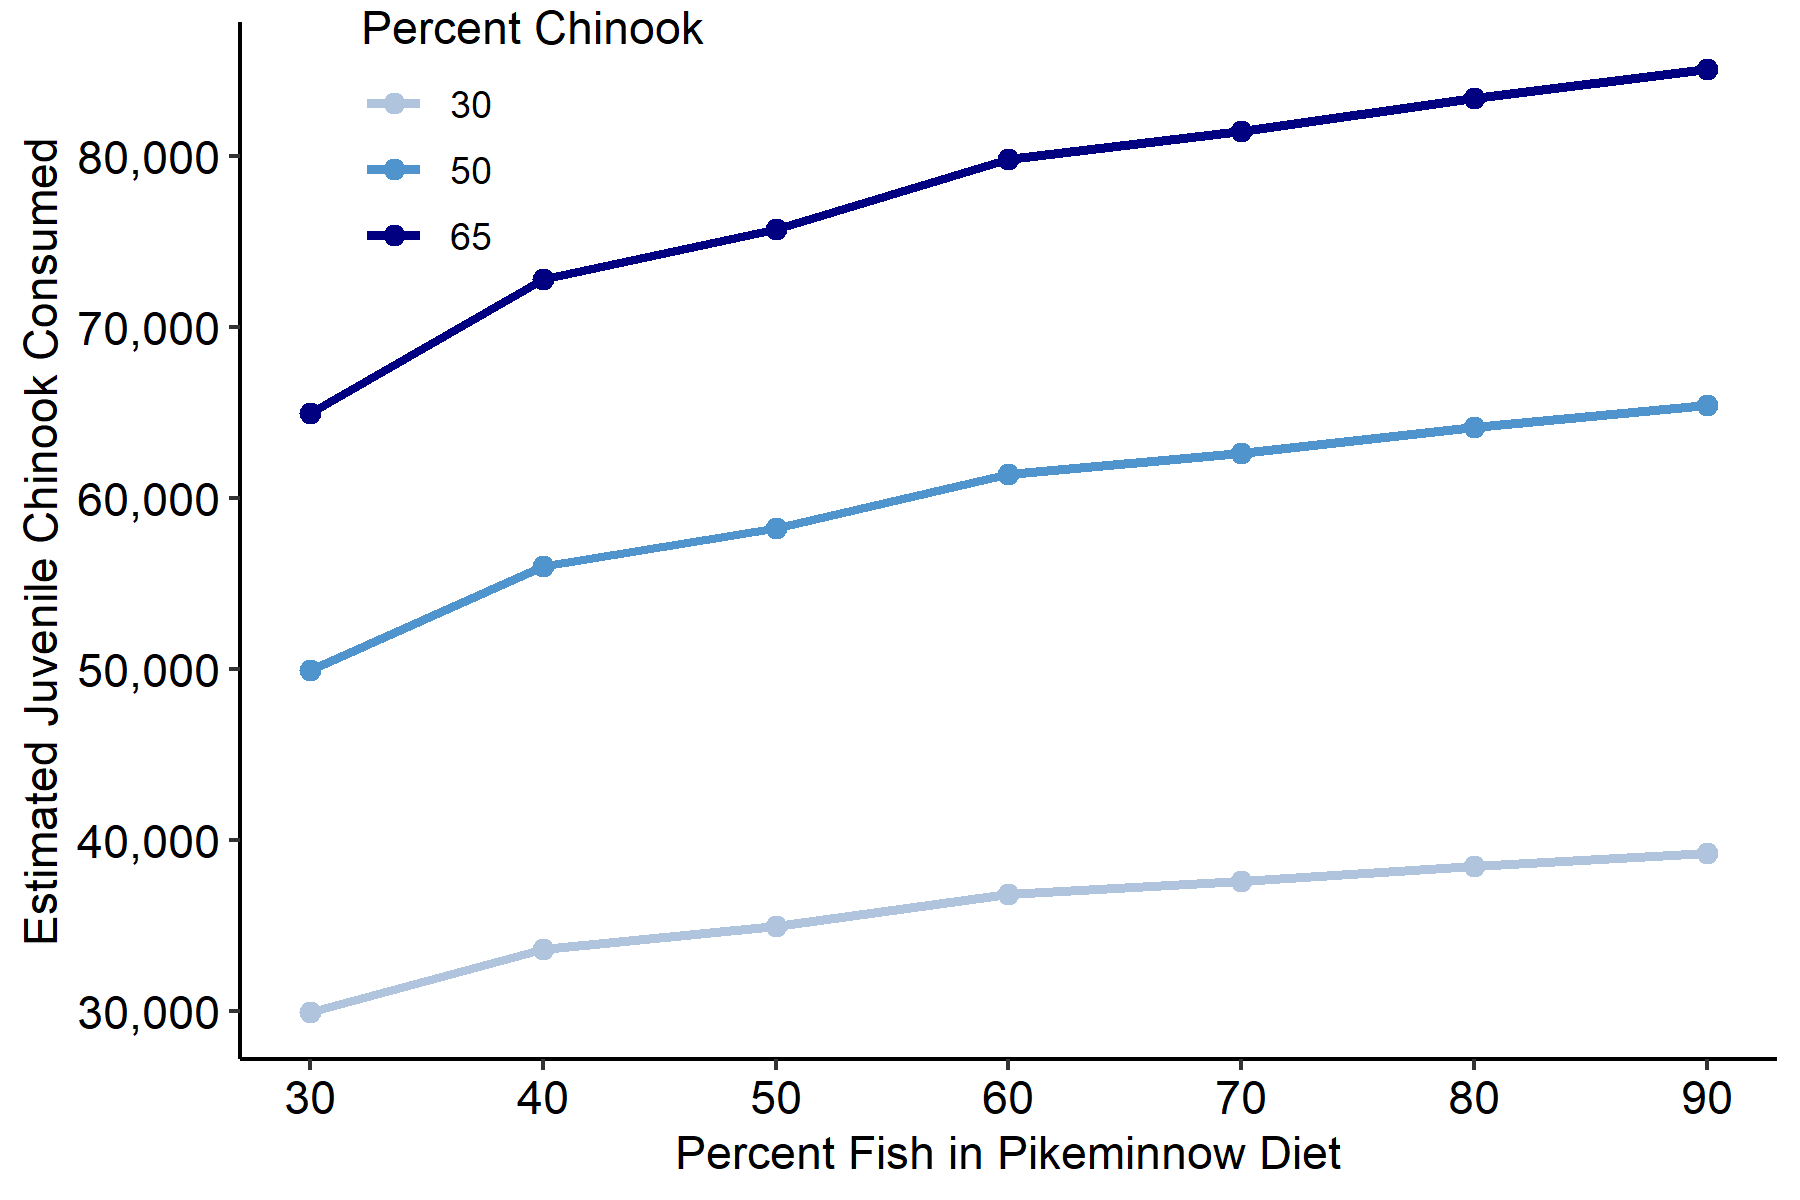 Percent Chinook
30
50
65
Estimated Juvenile Chinook Consumed
80,000
70,000
60,000
50,000
40,000
30,000
30 40 50 60 70 80 90
Percent Fish in Pikeminnow Diet